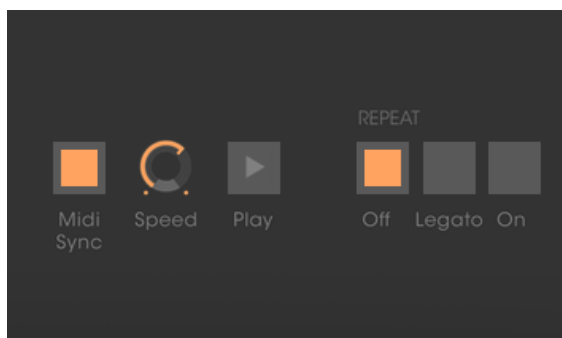 REPEAT
Midi Sync
Speed
Play
Off
Legato
On